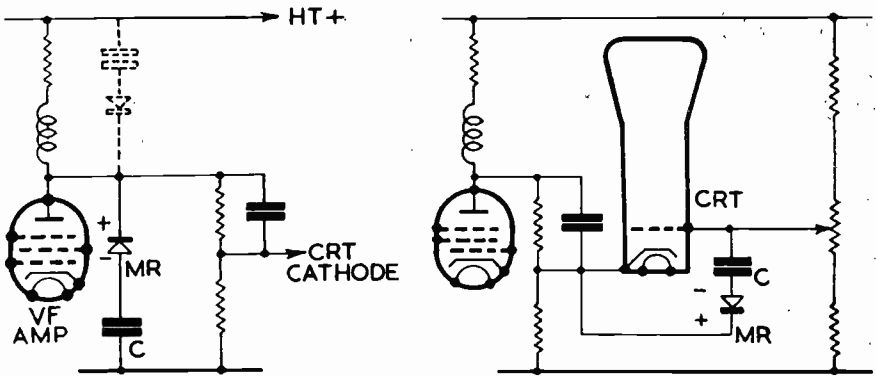 HT+
+
-
MR
C
VF
AMP
CRT
CATHODE
CRT
C
-
+
MR